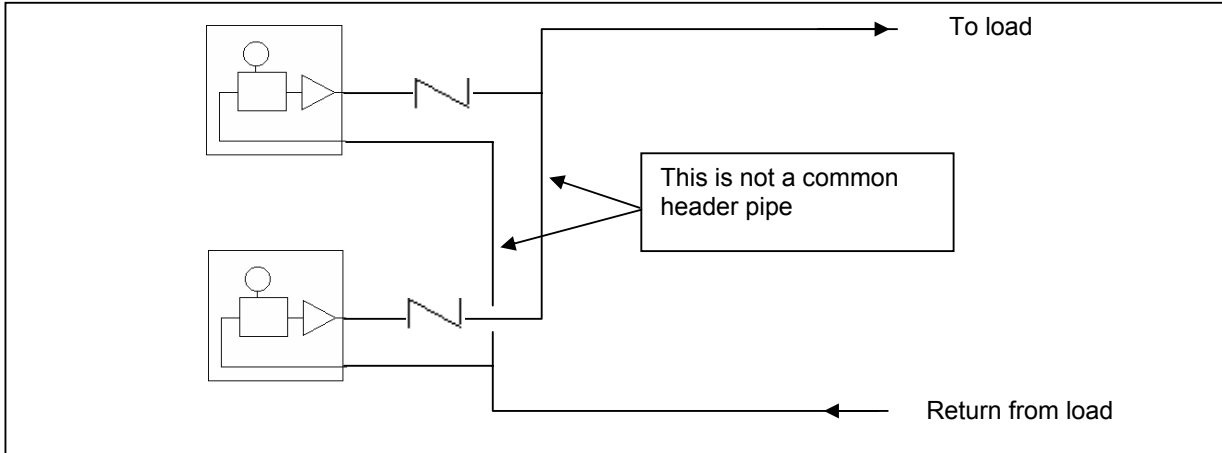 To load
This is not a common
header pipe
Return from load